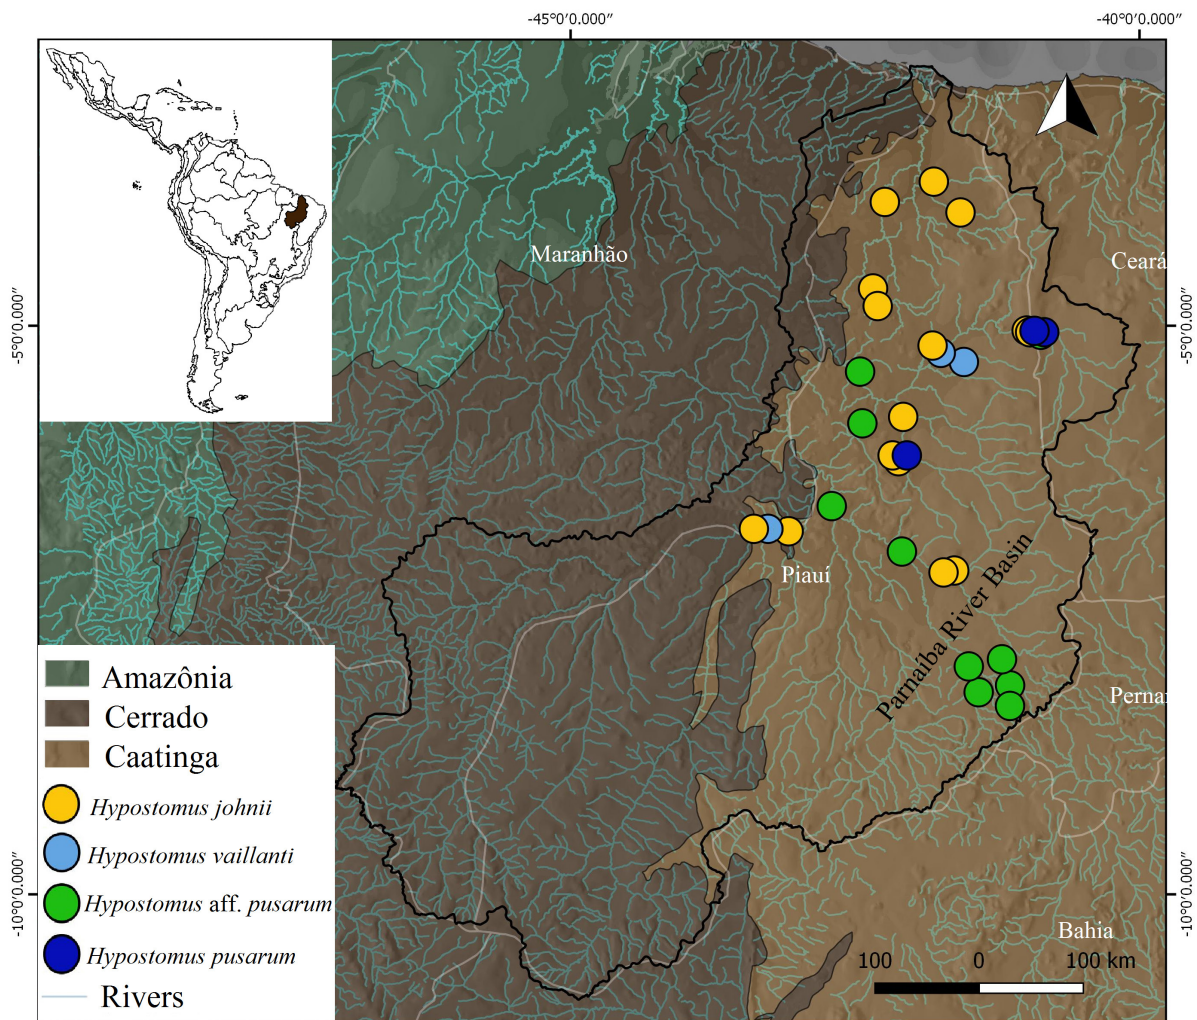 -45°0′0.000″
-40°0′0.000″
Maranhão
Ceará
-5°0′0.000″
-5°0′0.000″
Piauí
Parnaíba River Basin
Amazônia
Cerrado
Caatinga
Hypostomus johnii
Hypostomus vaillanti
Hypostomus aff. pusarum
Hypostomus pusarum
Rivers
Perna
-10°0′0.000″
-10°0′0.000″
Bahia
100 0 100 km